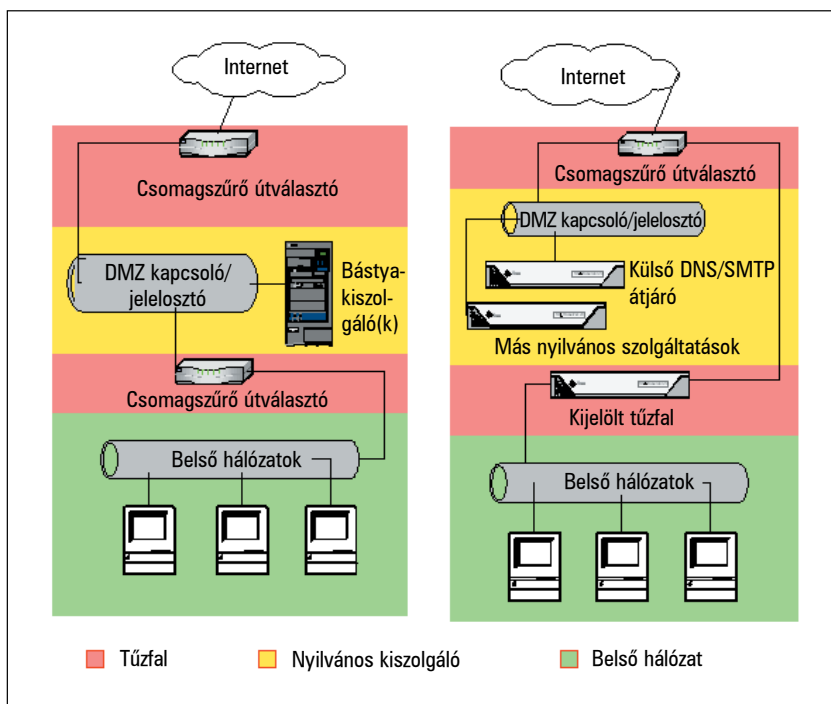 Internet
Csomagszűrő útválasztó
DMZ kapcsoló/
jelelosztó
Bástya-
kiszol-
gáló(k)
Csomagszűrő útválasztó
Belső hálózatok
Internet
Csomagszűrő útválasztó
DMZ kapcsoló/jelelosztó
Külső DNS/SMTP
átjáró
Más nyilvános szolgáltatások
Kijelölt tűzfal
Belső hálózatok
Tűzfal
Nyilvános kiszolgáló
Belső hálózat